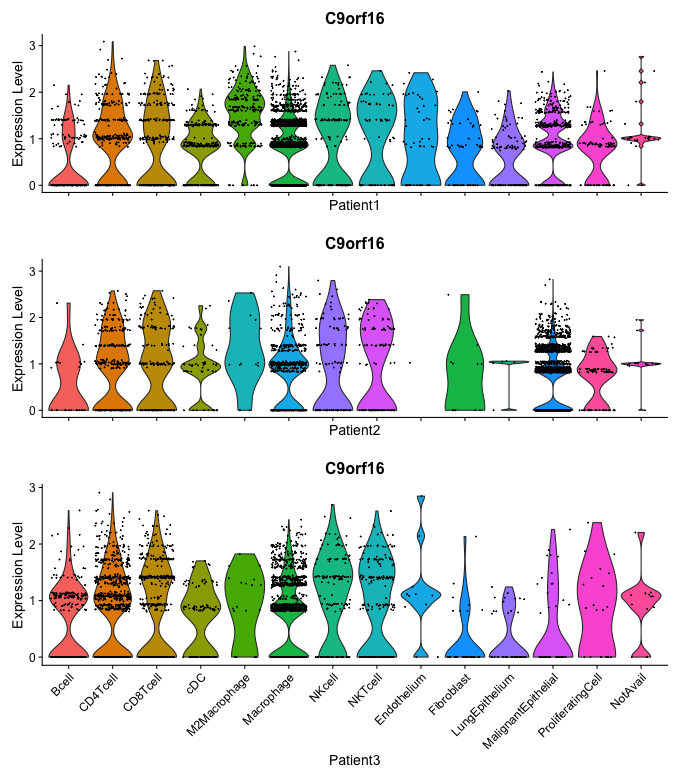 C9orf16
Expression Level
3
2
1
0
Patient1
C9orf16
Expression Level
3
2
1
0
Patient2
C9orf16
Expression Level
3
2
1
0
Bcell
CD4Tcell
CD8Tcell
cDC
M2Macrophage
Macrophage
NKcell
NKTcell
Endothelium
Fibroblast
LungEpithelium
MalignantEpithelial
ProliferatingCell
NotAvail
Patient3